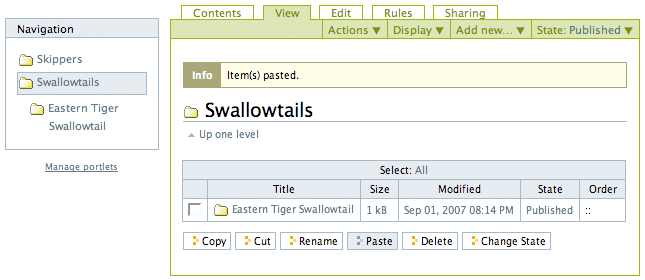 Contents View Edit Rules Sharing
Actions ▼ Display ▼ Add new... ▼ State: Published ▼
Navigation
Skippers
Swallowtails
Eastern Tiger
Swallowtail
Manage portlets
Info Item(s) pasted.
Swallowtails
Up one level
Select: All
Title Size Modified State Order
Eastern Tiger Swallowtail 1 kB Sep 01, 2007 08:14 PM Published ::
Copy Cut Rename Paste Delete Change State